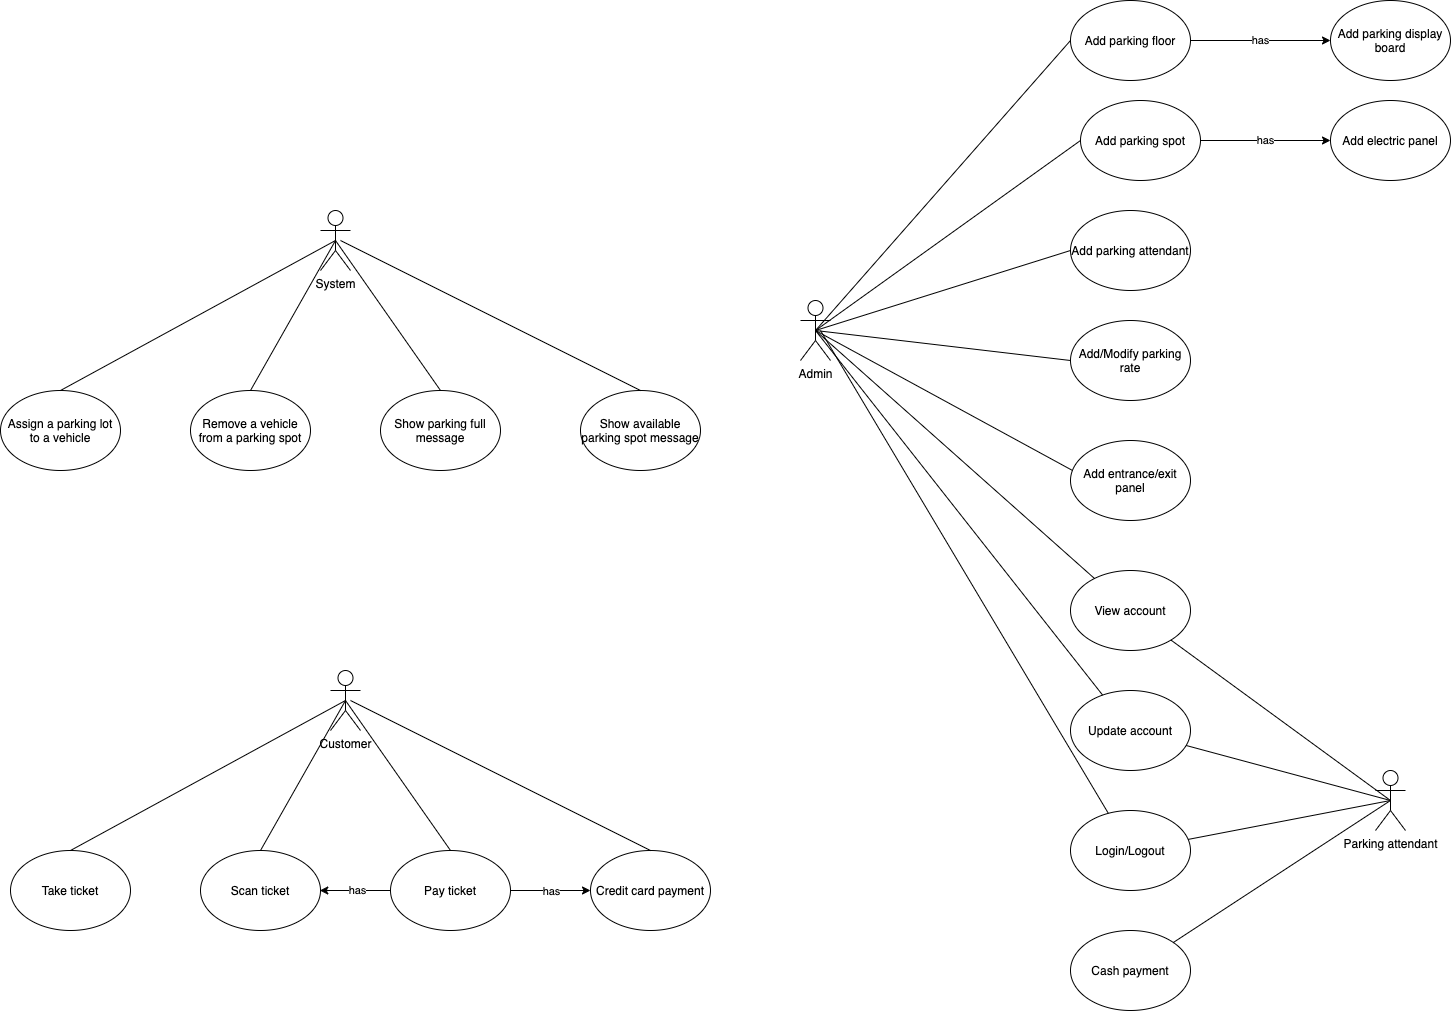 Add parking floor
has
Add parking display
board
Add parking spot
has
Add electric panel
System
Add parking attendant
Admin
Add/Modify parking
rate
Assign a parking lot
to a vehicle
Remove a vehicle
from a parking spot
Show parking full
message
Show available
parking spot message
Add entrance/exit
panel
View account
Customer
Update account
Parking attendant
Login/Logout
Take ticket
Scan ticket
has
Pay ticket
has
Credit card payment
Cash payment